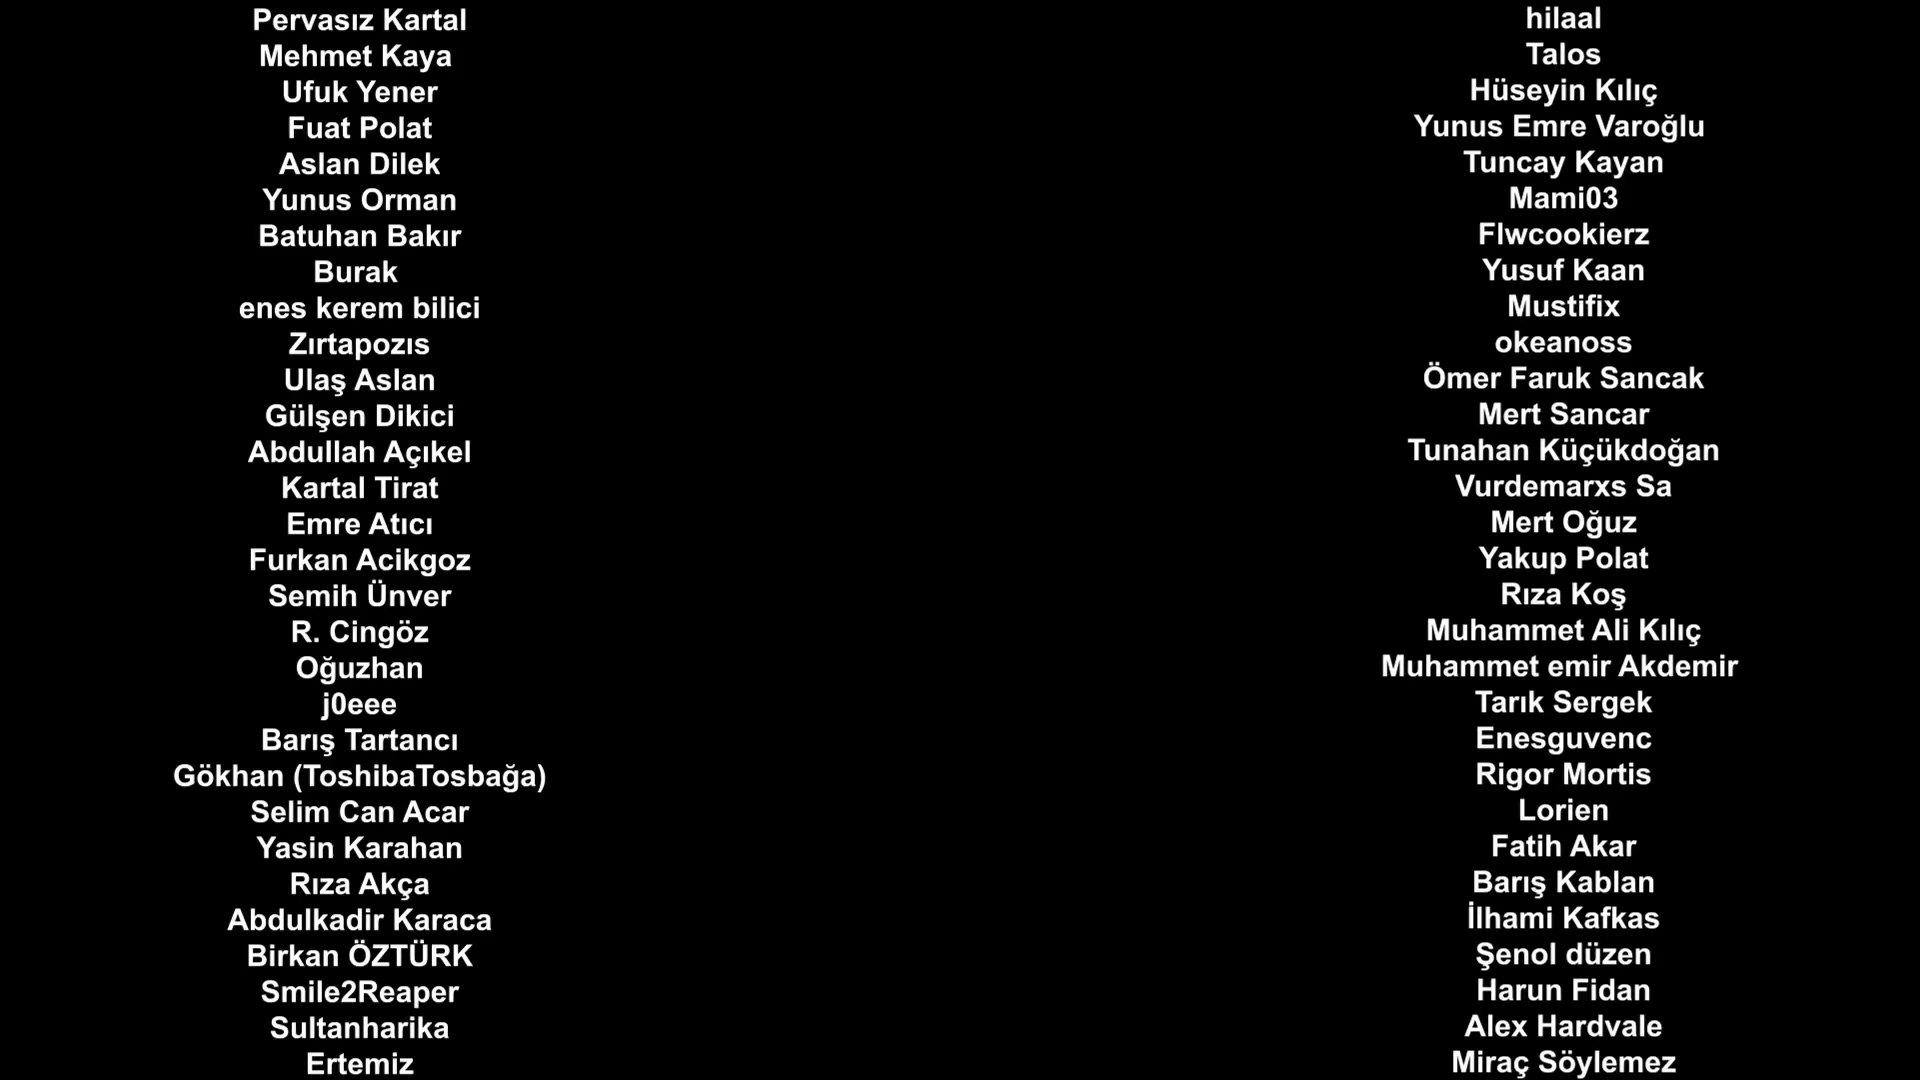 Pervasız Kartal
Mehmet Kaya
Ufuk Yener
Fuat Polat
Aslan Dilek
Yunus Orman
Batuhan Bakır
Burak
enes kerem bilici
Zırtapozıs
Ulaş Aslan
Gülşen Dikici
Abdullah Açıkel
Kartal Tirat
Emre Atıcı
Furkan Acikgoz
Semih Ünver
R. Cingöz
Oğuzhan
j0eee
Barış Tartancı
Gökhan (ToshibaTosbağa)
Selim Can Acar
Yasin Karahan
Rıza Akça
Abdulkadir Karaca
Birkan ÖZTÜRK
Smile2Reaper
Sultanharika
Ertemiz
hilaal
Talos
Hüseyin Kılıç
Yunus Emre Varoğlu
Tuncay Kayan
Mami03
Flwcookierz
Yusuf Kaan
Mustifix
okeanoss
Ömer Faruk Sancak
Mert Sancar
Tunahan Küçükdoğan
Vurdemarxs Sa
Mert Oğuz
Yakup Polat
Rıza Koş
Muhammet Ali Kılıç
Muhammet emir Akdemir
Tarık Sergek
Enesguvenc
Rigor Mortis
Lorien
Fatih Akar
Barış Kablan
İlhami Kafkas
Şenol düzen
Harun Fidan
Alex Hardvale
Miraç Söylemez